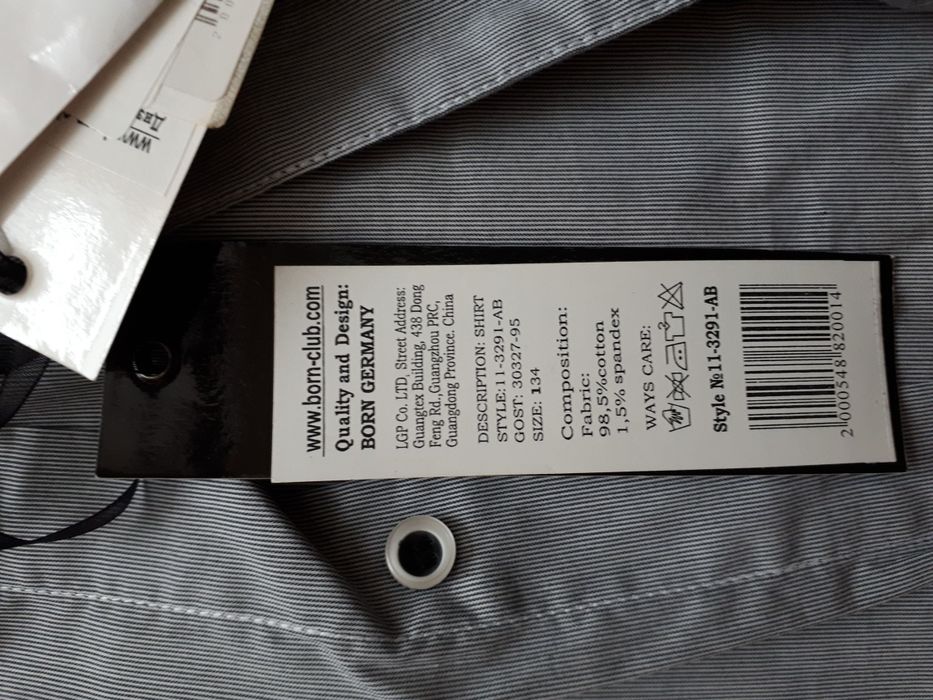 www.born-club.com
Quality and Design:
BORN GERMANY
LGP Co. LTD, Street Address:
Guangtex Building, 438 Dong
Feng Rd., Guangzhou PRC,
Guangdong Province. China
DESCRIPTION: SHIRT
STYLE:11-3291-AB
GOST: 30327-95
SIZE: 134
Composition:
Fabric:
98,5%cotton
1,5% spandex
WAYS CARE:
Style №11-3291-AB
2000548820014